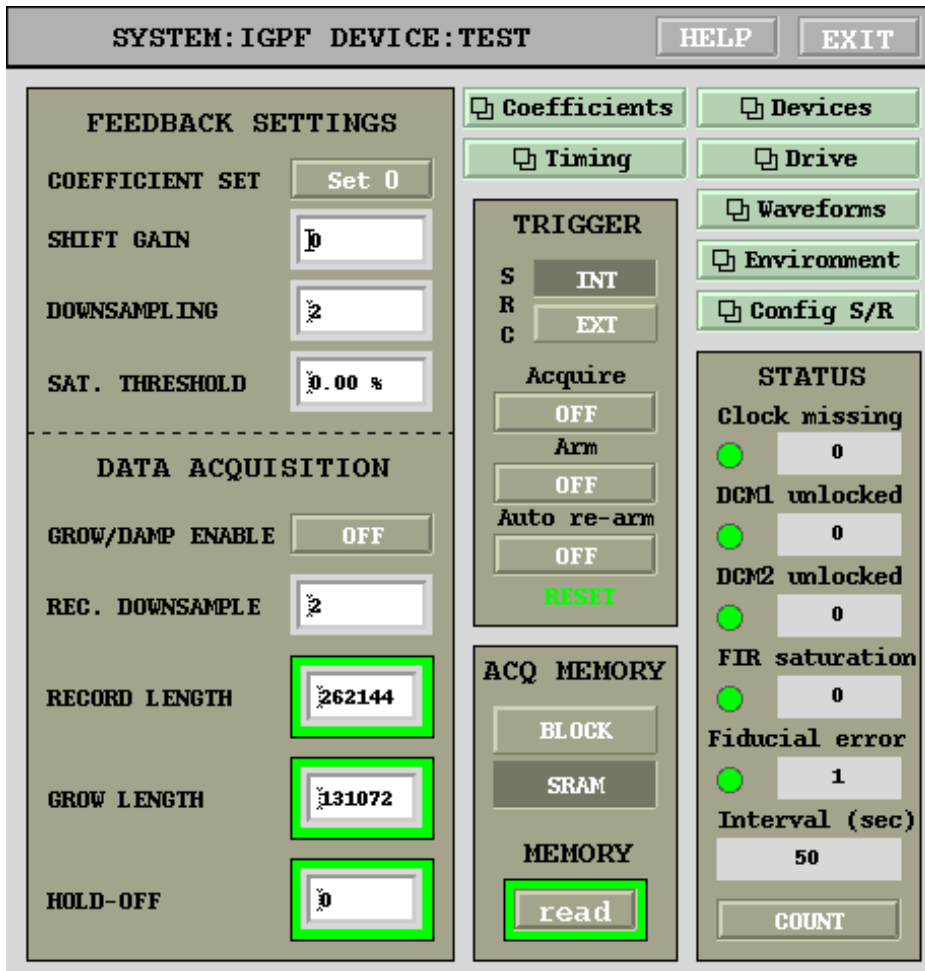 SYSTEM:IGPF DEVICE:TEST
HELP
EXIT
FEEDBACK SETTINGS
COEFFICIENT SET
Set 0
SHIFT GAIN
0
DOWNSAMPLING
2
SAT. THRESHOLD
0.00 %
DATA ACQUISITION
GROW/DAMP ENABLE
OFF
REC. DOWNSAMPLE
2
RECORD LENGTH
262144
GROW LENGTH
131072
HOLD-OFF
0
Coefficients
Timing
TRIGGER
SRC
INT
EXT
Acquire
OFF
Arm
OFF
Auto re-arm
OFF
RESET
ACQ MEMORY
BLOCK
SRAM
MEMORY
read
Devices
Drive
Waveforms
Environment
Config S/R
STATUS
Clock missing
0
DCM1 unlocked
0
DCM2 unlocked
0
FIR saturation
0
Fiducial error
1
Interval (sec)
50
COUNT